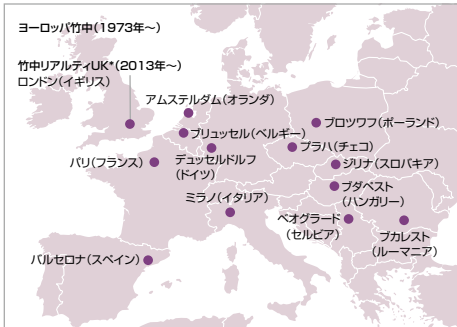 ヨーロッパ竹中（1973年～）
竹中リアルティUK*（2013年～）
ロンドン（イギリス）
アムステルダム（オランダ）
ブリュッセル（ベルギー）
ブロツワフ（ポーランド）
プラハ（チェコ）
パリ（フランス）
デュッセルドルフ
（ドイツ）
ジリナ（スロバキア）
ブダペスト
（ハンガリー）
ミラノ（イタリア）
ベオグラード
（セルビア）
ブカレスト
（ルーマニア）
バルセロナ（スペイン）